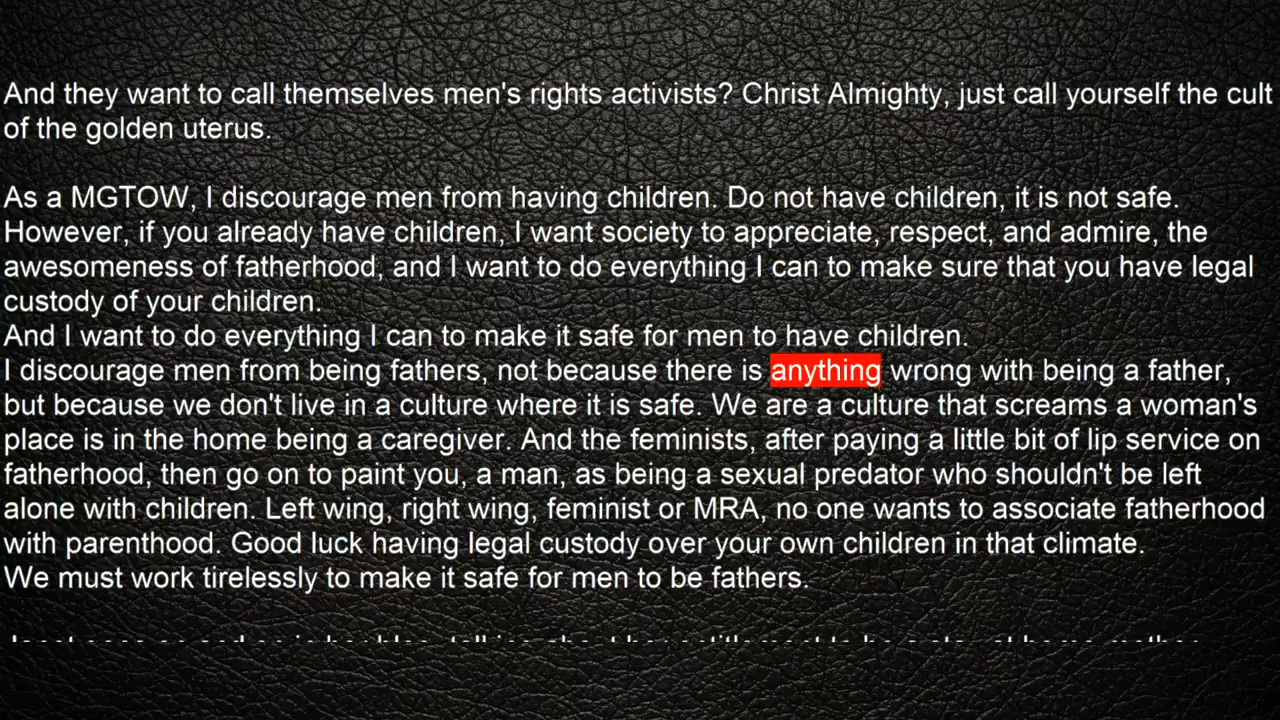 And they want to call themselves men's rights activists? Christ Almighty, just call yourself the cult
of the golden uterus.
As a MGTOW, I discourage men from having children. Do not have children, it is not safe.
However, if you already have children, I want society to appreciate, respect, and admire, the
awesomeness of fatherhood, and I want to do everything I can to make sure that you have legal
custody of your children.
And I want to do everything I can to make it safe for men to have children.
I discourage men from being fathers, not because there is anything wrong with being a father,
but because we don't live in a culture where it is safe. We are a culture that screams a woman's
place is in the home being a caregiver. And the feminists, after paying a little bit of lip service on
fatherhood, then go on to paint you, a man, as being a sexual predator who shouldn't be left
alone with children. Left wing, right wing, feminist or MRA, no one wants to associate fatherhood
with parenthood. Good luck having legal custody over your own children in that climate.
We must work tirelessly to make it safe for men to be fathers.